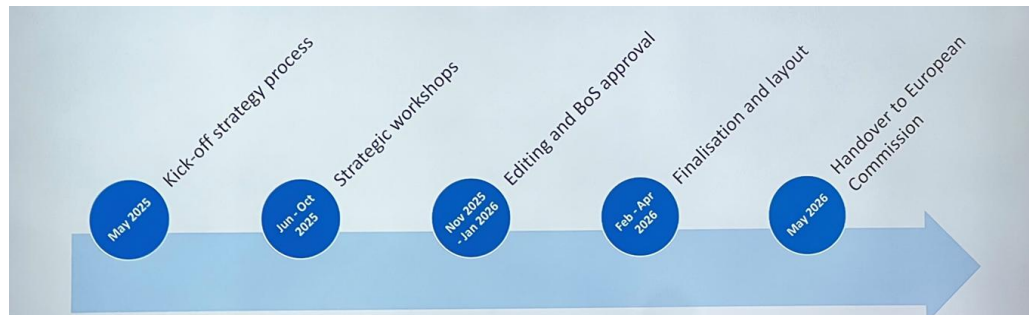 Kick-off strategy process
May 2025
Strategic workshops
Jun - Oct
2025
Editing and BoS approval
Nov 2025
- Jan 2026
Finalisation and layout
Feb - Apr
2026
Handover to European
Commission
May 2026